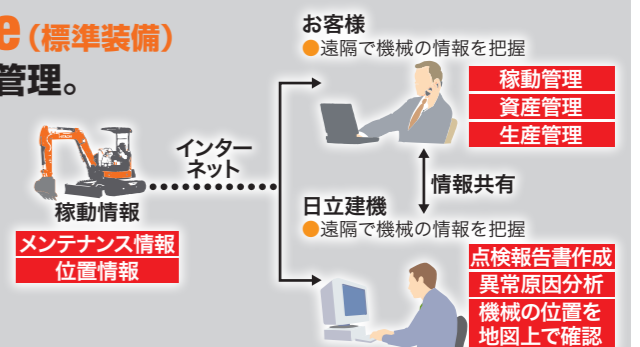 e（標準装備）
管理。
お客様
●遠隔で機械の情報を把握
稼動管理
資産管理
生産管理
インター
ネット
稼動情報
メンテナンス情報
位置情報
情報共有
日立建機
●遠隔で機械の情報を把握
点検報告書作成
異常原因分析
機械の位置を
地図上で確認